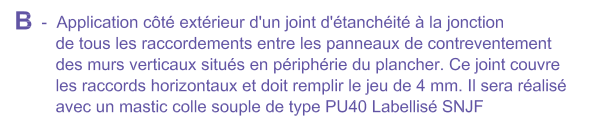 B - Application côté extérieur d'un joint d'étanchéité à la jonction
de tous les raccordements entre les panneaux de contreventement
des murs verticaux situés en périphérie du plancher. Ce joint couvre
les raccords horizontaux et doit remplir le jeu de 4 mm. Il sera réalisé
avec un mastic colle souple de type PU40 Labellisé SNJF